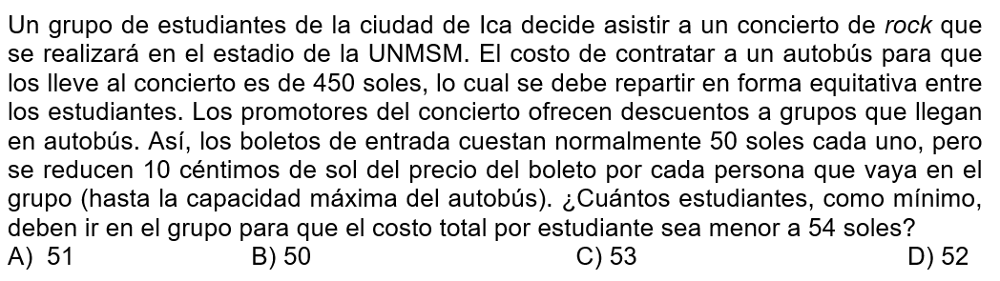 Un grupo de estudiantes de la ciudad de Ica decide asistir a un concierto de rock que
se realizará en el estadio de la UNMSM. El costo de contratar a un autobús para que
los lleve al concierto es de 450 soles, lo cual se debe repartir en forma equitativa entre
los estudiantes. Los promotores del concierto ofrecen descuentos a grupos que llegan
en autobús. Así, los boletos de entrada cuestan normalmente 50 soles cada uno, pero
se reducen 10 céntimos de sol del precio del boleto por cada persona que vaya en el
grupo (hasta la capacidad máxima del autobús). ¿Cuántos estudiantes, como mínimo,
deben ir en el grupo para que el costo total por estudiante sea menor a 54 soles?
A) 51 B) 50 C) 53 D) 52